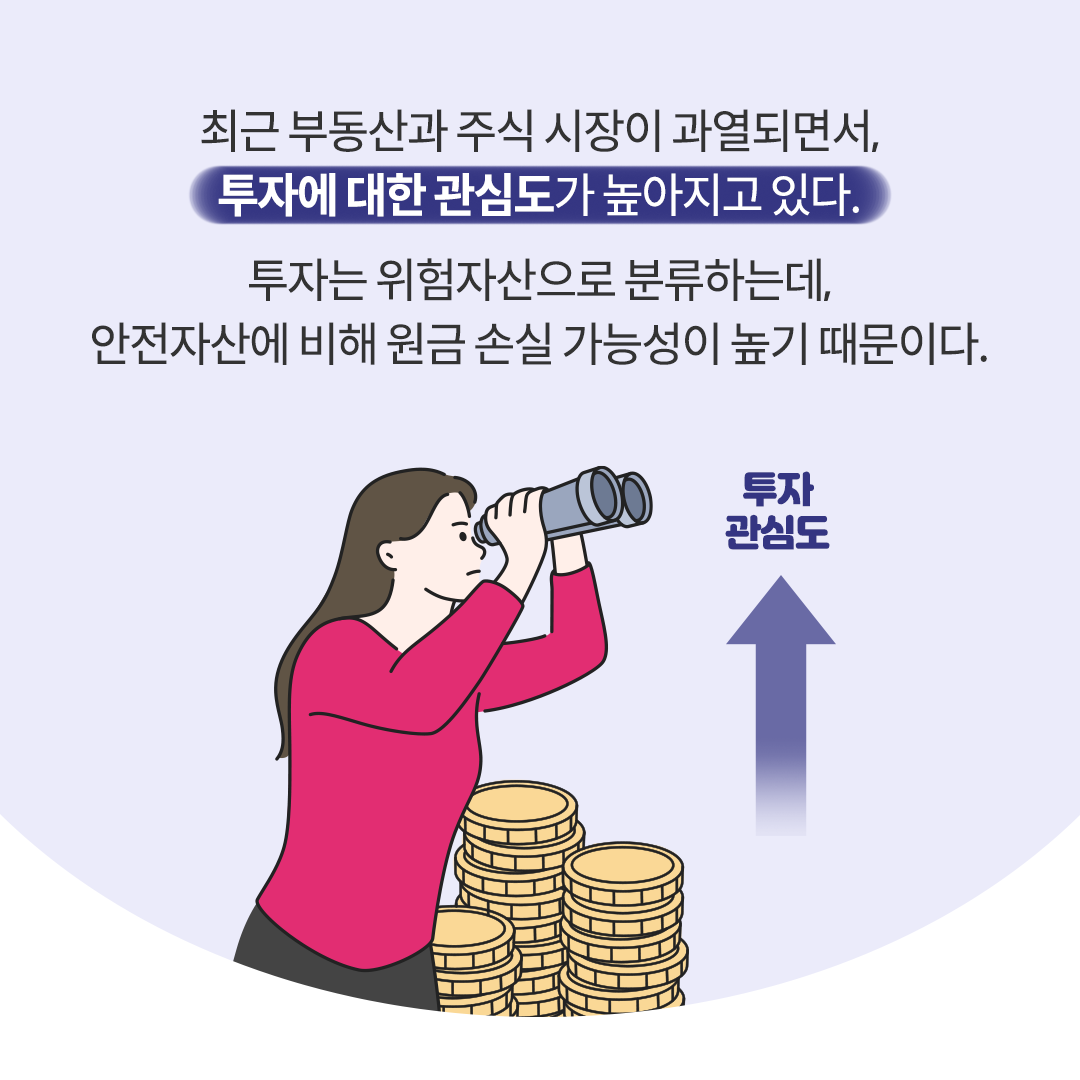 최근 부동산과 주식 시장이 과열되면서,
투자에 대한 관심도가 높아지고 있다.
투자는 위험자산으로 분류하는데,
안전자산에 비해 원금 손실 가능성이 높기 때문이다.
투자
관심도